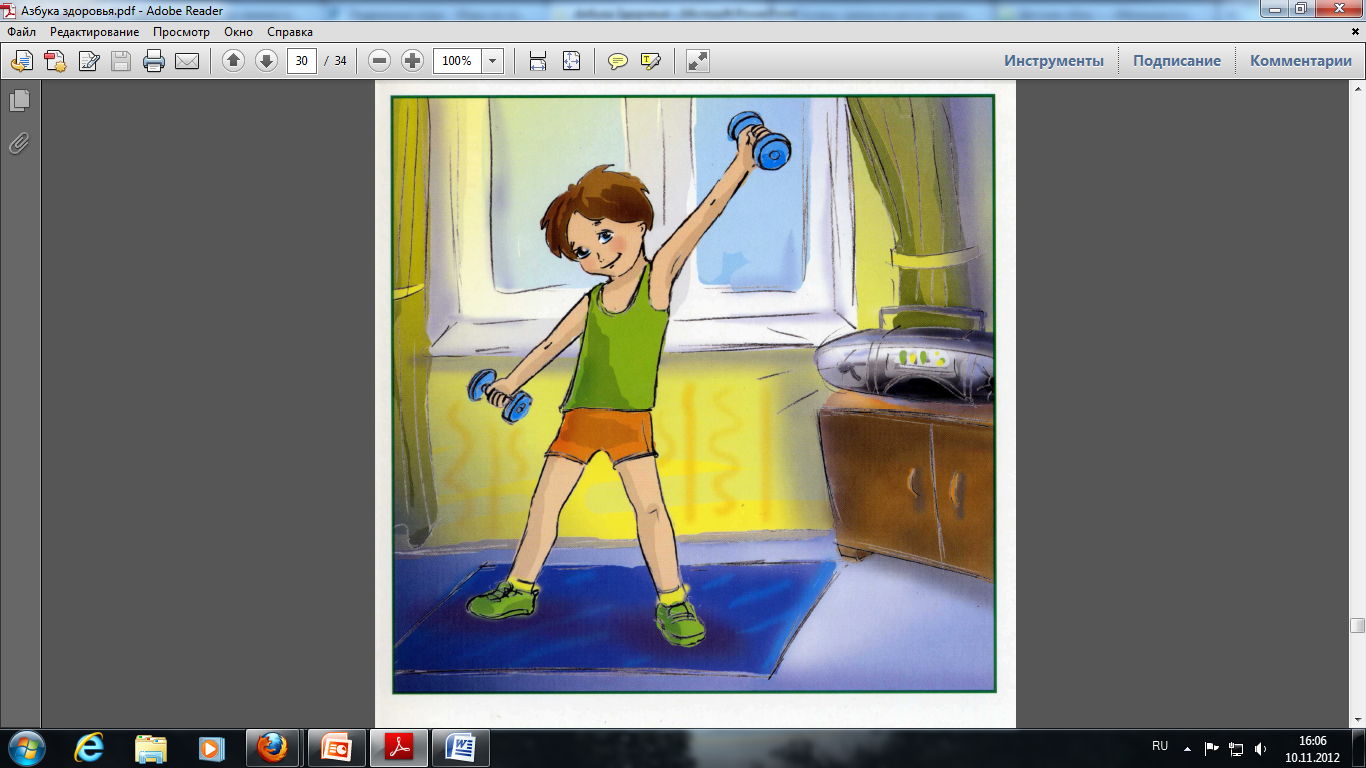 Азбука здоровья.pdf - Adobe Reader
Файл Редактирование Просмотр Окно Справка
30 / 34 100% Инструменты Подписание Комментарии
RU 16:06
10.11.2012